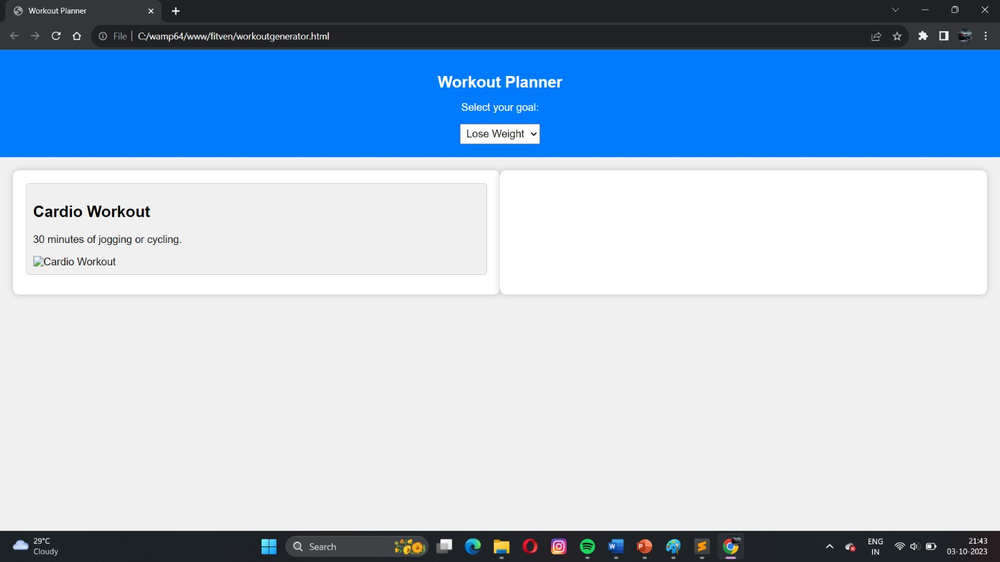 Workout Planner
File
C:/wamp64/www/fitven/workoutgenerator.html
Workout Planner
Select your goal:
Lose Weight
Cardio Workout
30 minutes of jogging or cycling.
Cardio Workout
29°C
Cloudy
Search
ENG
IN
21:43
03-10-2023